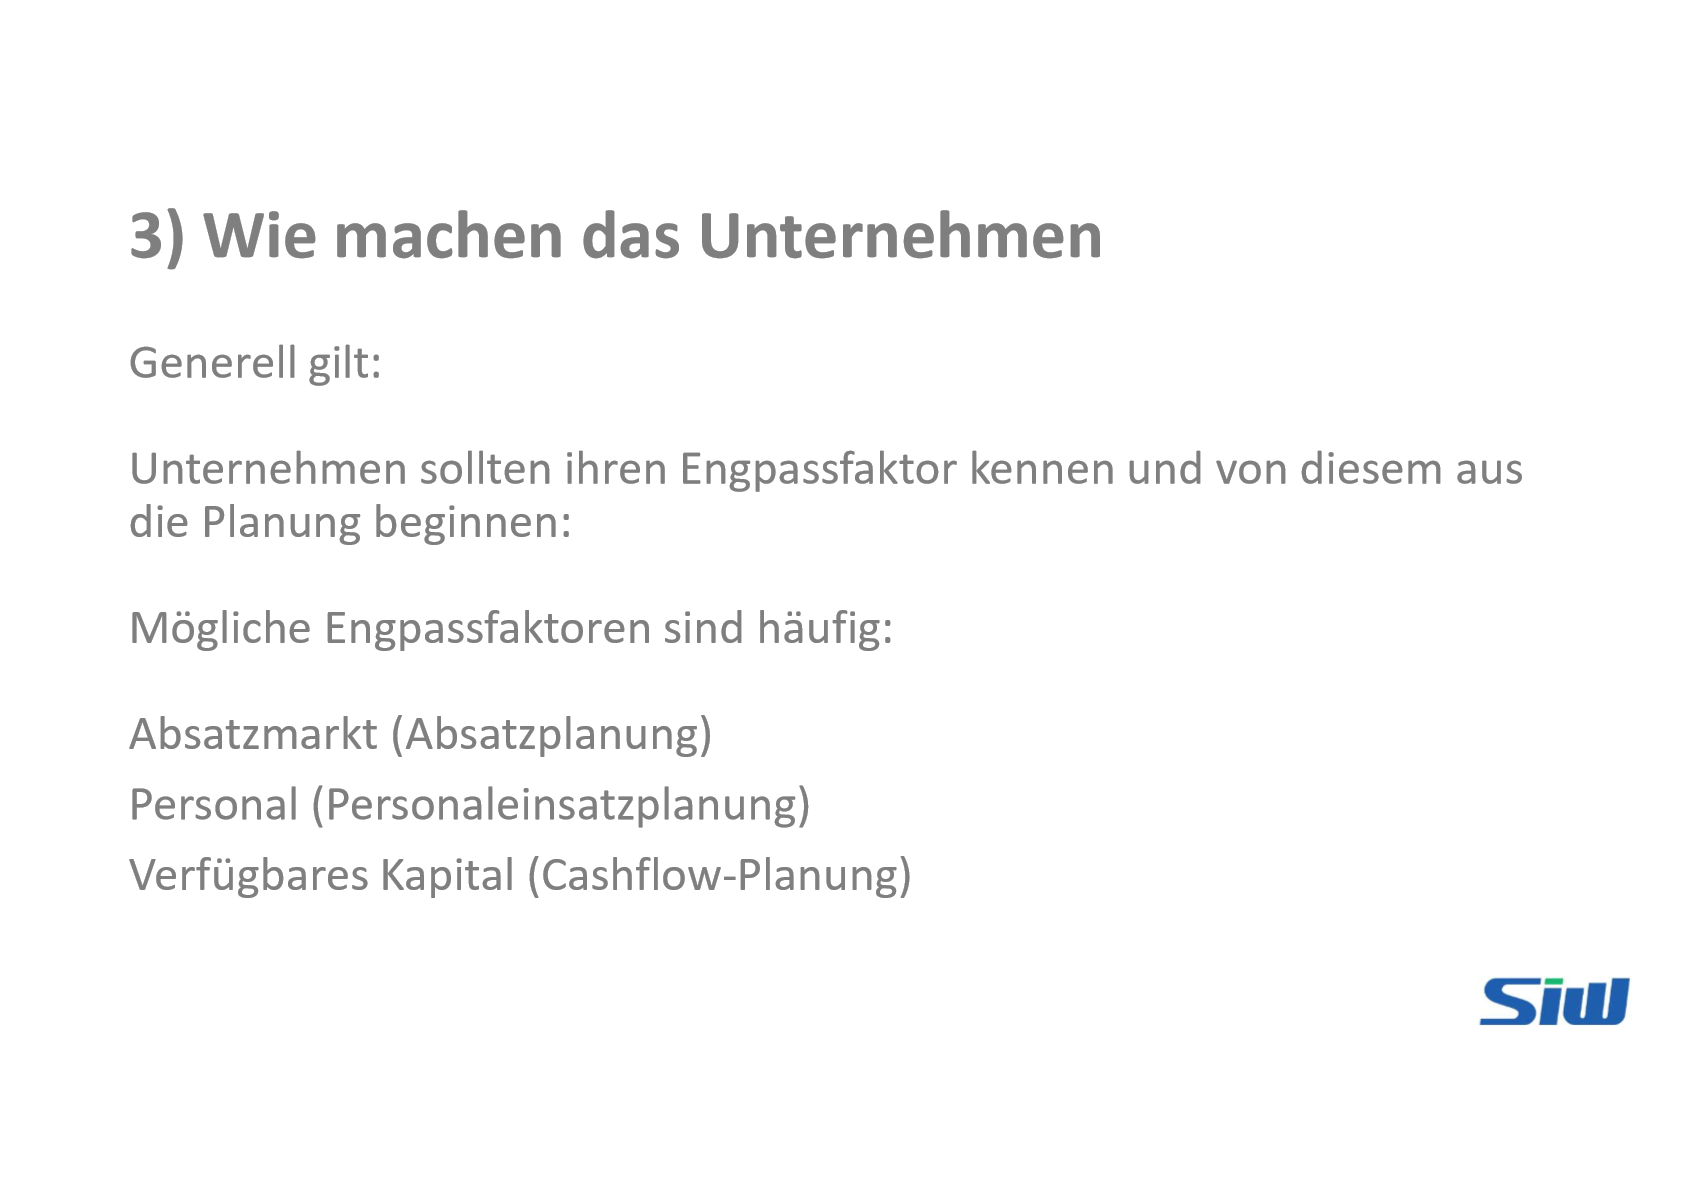 3) Wie machen das Unternehmen
Generell gilt:
Unternehmen sollten ihren Engpassfaktor kennen und von diesem aus
die Planung beginnen:
Mögliche Engpassfaktoren sind häufig:
Absatzmarkt (Absatzplanung)
Personal (Personaleinsatzplanung)
Verfügbares Kapital (Cashflow-Planung)
Siw